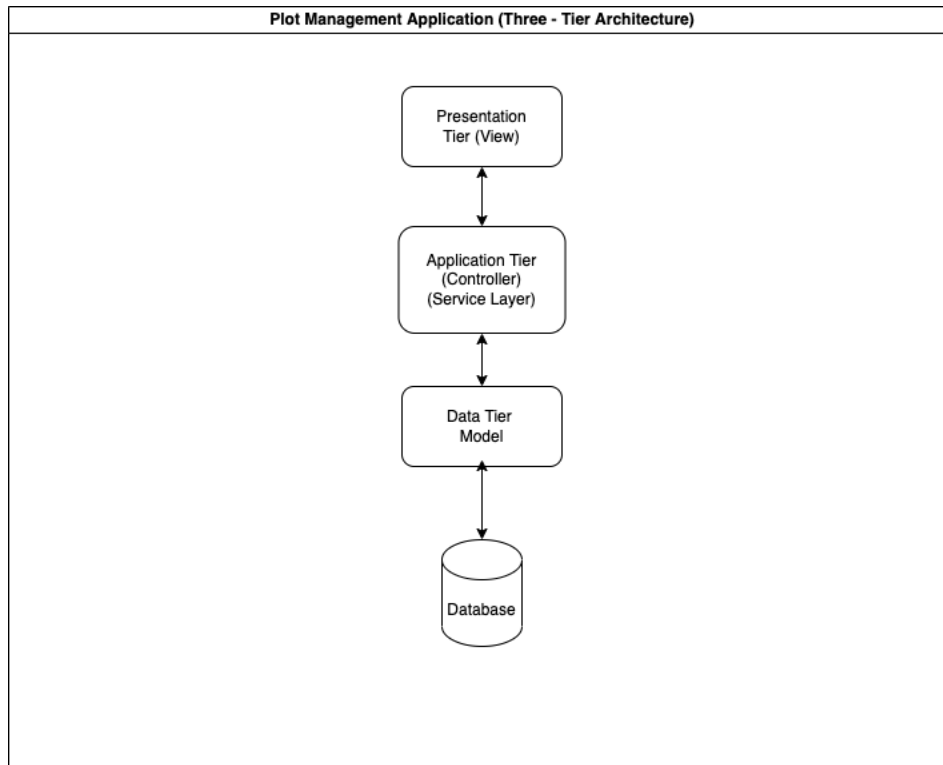 Plot Management Application (Three - Tier Architecture)
Presentation
Tier (View)
Application Tier
(Controller)
(Service Layer)
Data Tier
Model
Database